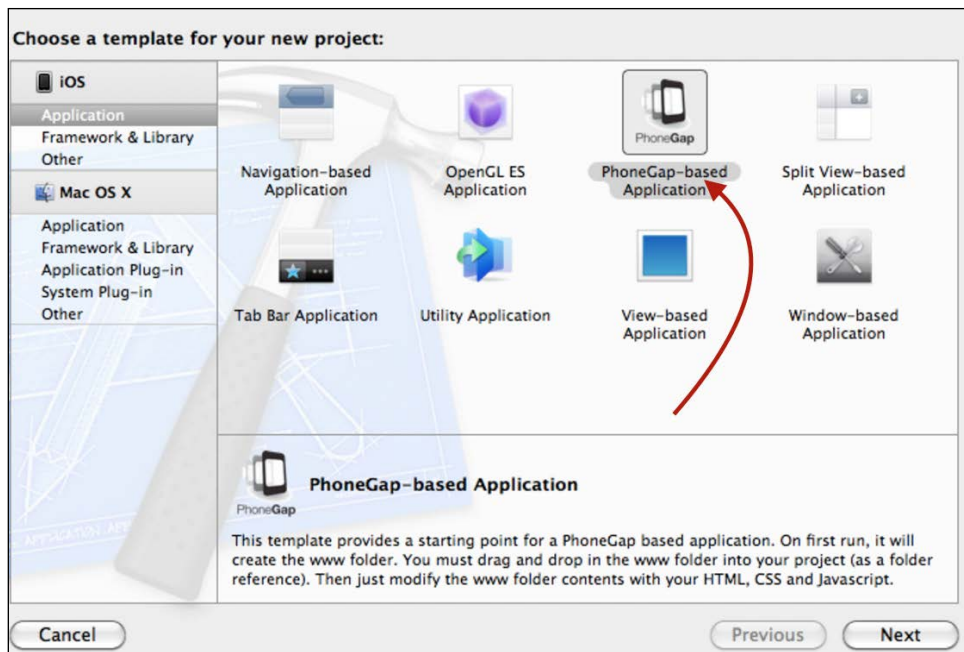 Choose a template for your new project:
iOS
Application
Framework & Library
Other
Mac OS X
Application
Framework & Library
Application Plug-in
System Plug-in
Other
Navigation-based
Application
OpenGL ES
Application
PhoneGap
PhoneGap-based
Application
Split View-based
Application
Tab Bar Application
Utility Application
View-based
Application
Window-based
Application
PhoneGap
PhoneGap-based Application
This template provides a starting point for a PhoneGap based application. On first run, it will
create the www folder. You must drag and drop in the www folder into your project (as a folder
reference). Then just modify the www folder contents with your HTML, CSS and Javascript.
Cancel
Previous
Next